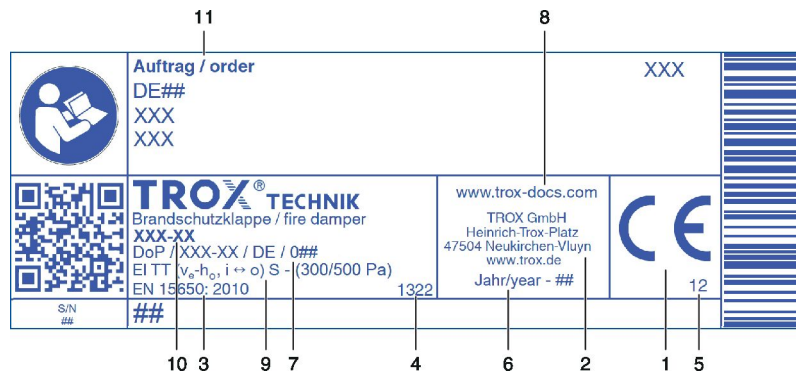 11
8
Auftrag / order
XXX
DE##
XXX
XXX
TROX® TECHNIK
Brandschutzklappe / fire damper
XXX-XX
DoP / XXX-XX / DE / 0##
EI TT (vₑ-hₒ, i ↔ o) S - (300/500 Pa)
EN 15650: 2010
1322
www.trox-docs.com
TROX GmbH
Heinrich-Trox-Platz
47504 Neukirchen-Vluyn
www.trox.de
Jahr/year - ##
CE
12
S/N
##
##
10 3 9 7 4 6 2 1 5